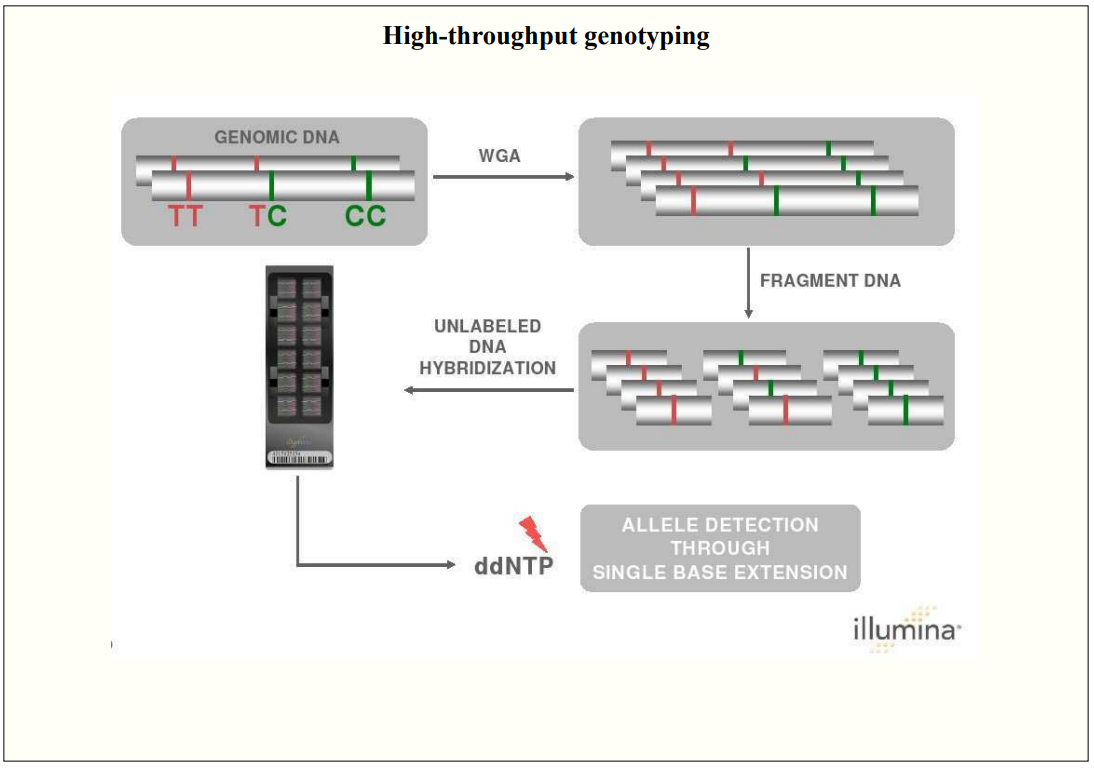 High-throughput genotyping
GENOMIC DNA
TT TC CC
WGA
FRAGMENT DNA
UNLABELED
DNA
HYBRIDIZATION
ddNTP
ALLELE DETECTION
THROUGH
SINGLE BASE EXTENSION
illumina